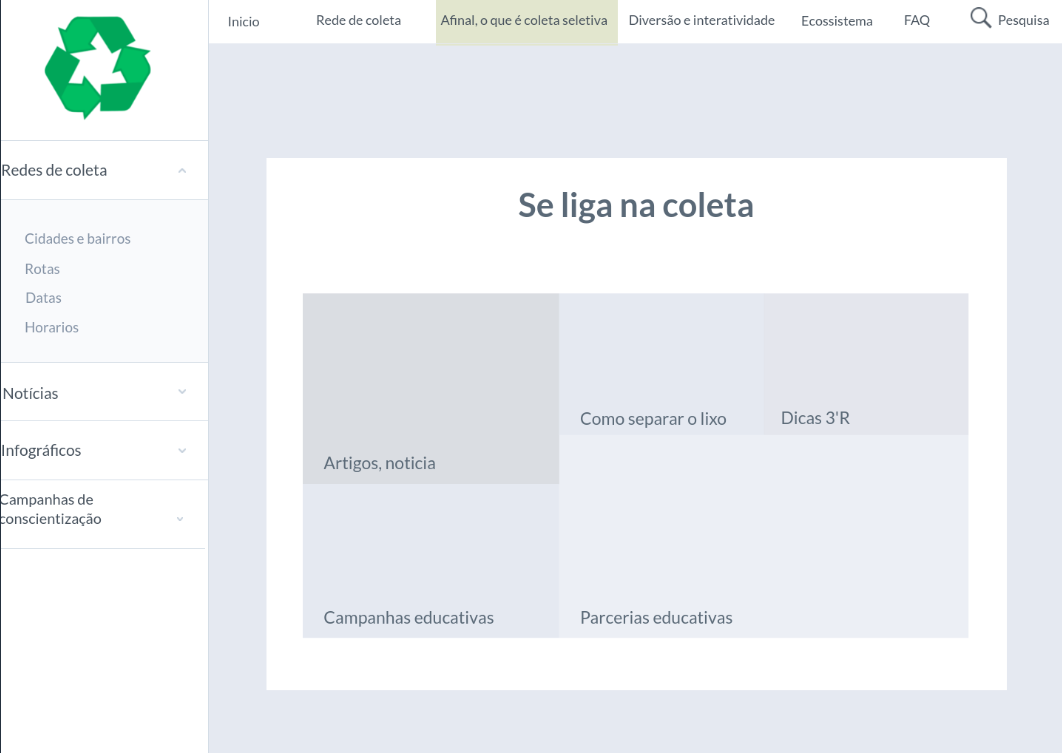 Inicio
Rede de coleta
Afinal, o que é coleta seletiva
Diversão e interatividade
Ecossistema
FAQ
Pesquisa
Redes de coleta
Cidades e bairros
Rotas
Datas
Horarios
Notícias
Infográficos
Campanhas de
conscientização
Se liga na coleta
Como separar o lixo
Dicas 3'R
Artigos, noticia
Campanhas educativas
Parcerias educativas